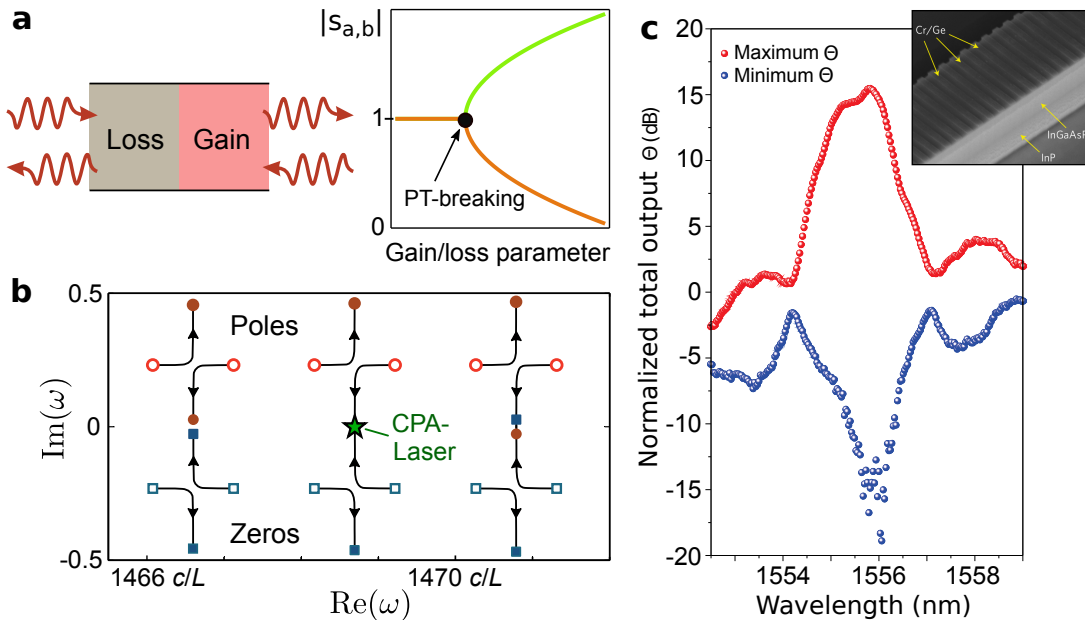 a
Loss
Gain
|s_{a,b}|
1
0
PT-breaking
Gain/loss parameter
b
0.5
0
-0.5
Im(ω)
Poles
CPA-
Laser
Zeros
1466 c/L
1470 c/L
Re(ω)
c
Maximum Θ
Minimum Θ
Cr/Ge
InGaAsP
InP
20
15
10
5
0
-5
-10
-15
-20
Normalized total output Θ (dB)
1554
1556
1558
Wavelength (nm)